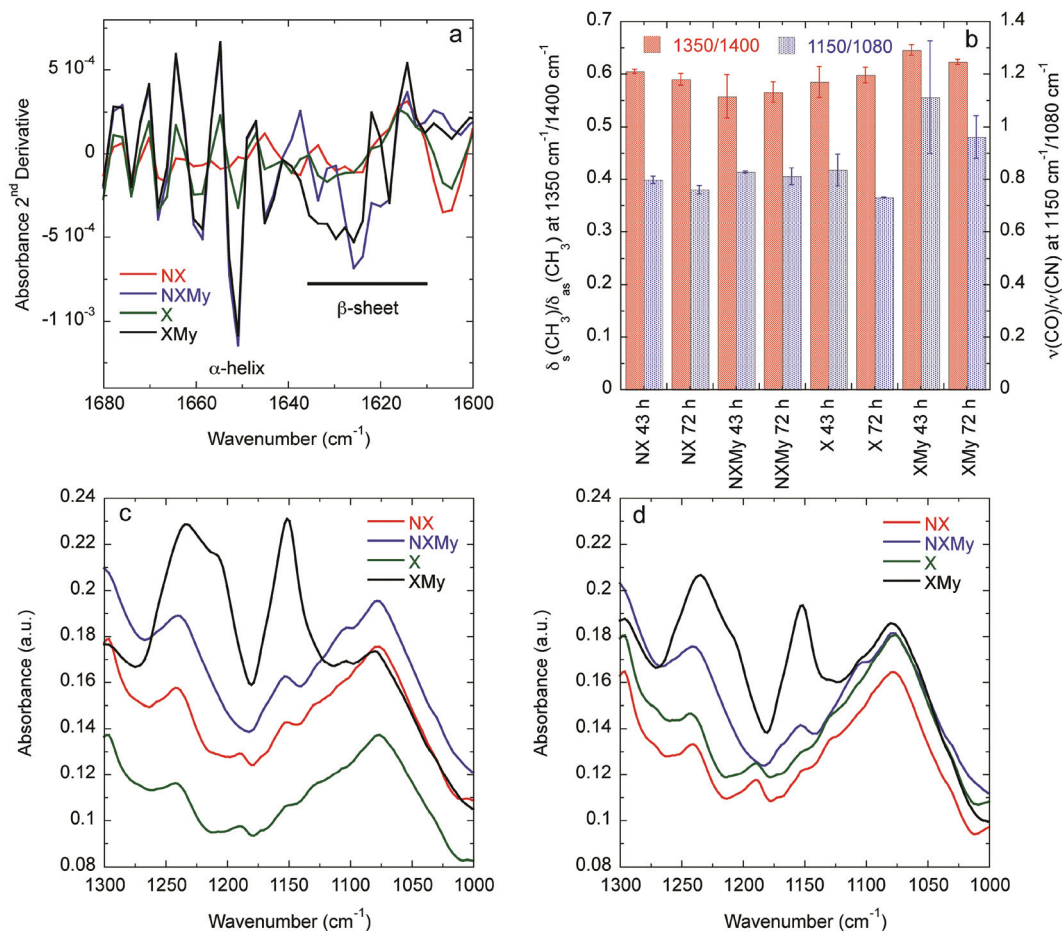 a
Absorbance 2nd Derivative
5 10-4
0
-5 10-4
-1 10-3
NX
NXMy
X
XMy
α-helix
β-sheet
1680 1660 1640 1620 1600
Wavenumber (cm-1)
b
1350/1400
1150/1080
δs(CH3)/δas(CH3) at 1350 cm-1/1400 cm-1
0.7
0.6
0.5
0.4
0.3
0.2
0.1
0
1.4
1.2
1
0.8
0.6
0.4
0.2
0
ν(CO)/ν(CN) at 1150 cm-1/1080 cm-1
NX 43 h
NX 72 h
NXMy 43 h
NXMy 72 h
X 43 h
X 72 h
XMy 43 h
XMy 72 h
c
Absorbance (a.u.)
0.24
0.22
0.2
0.18
0.16
0.14
0.12
0.1
0.08
NX
NXMy
X
XMy
1300 1250 1200 1150 1100 1050 1000
Wavenumber (cm-1)
d
Absorbance (a.u.)
0.24
0.22
0.2
0.18
0.16
0.14
0.12
0.1
0.08
NX
NXMy
X
XMy
1300 1250 1200 1150 1100 1050 1000
Wavenumber (cm-1)